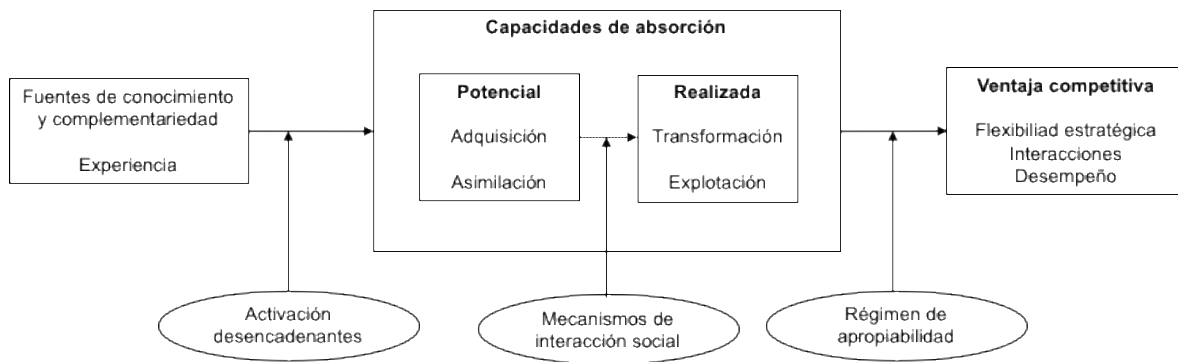 Capacidades de absorción
Fuentes de conocimiento
y complementariedad
Experiencia
Potencial
Adquisición
Asimilación
Realizada
Transformación
Explotación
Ventaja competitiva
Flexibiliad estratégica
Interacciones
Desempeño
Activación
desencadenantes
Mecanismos de
interacción social
Régimen de
apropiabilidad